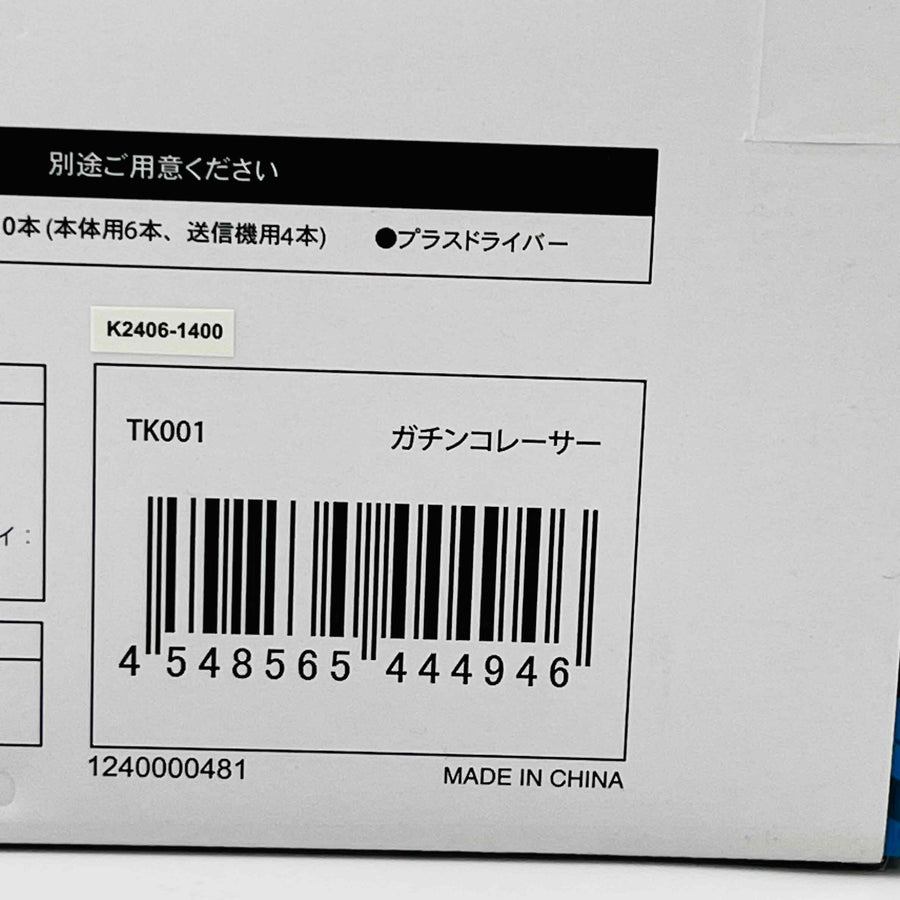 別途ご用意ください
0本(本体用6本、送信機用4本) ●プラスドライバー
K2406-1400
TK001 ガチンコレーサー
イ：
4 548565 444946
1240000481 MADE IN CHINA